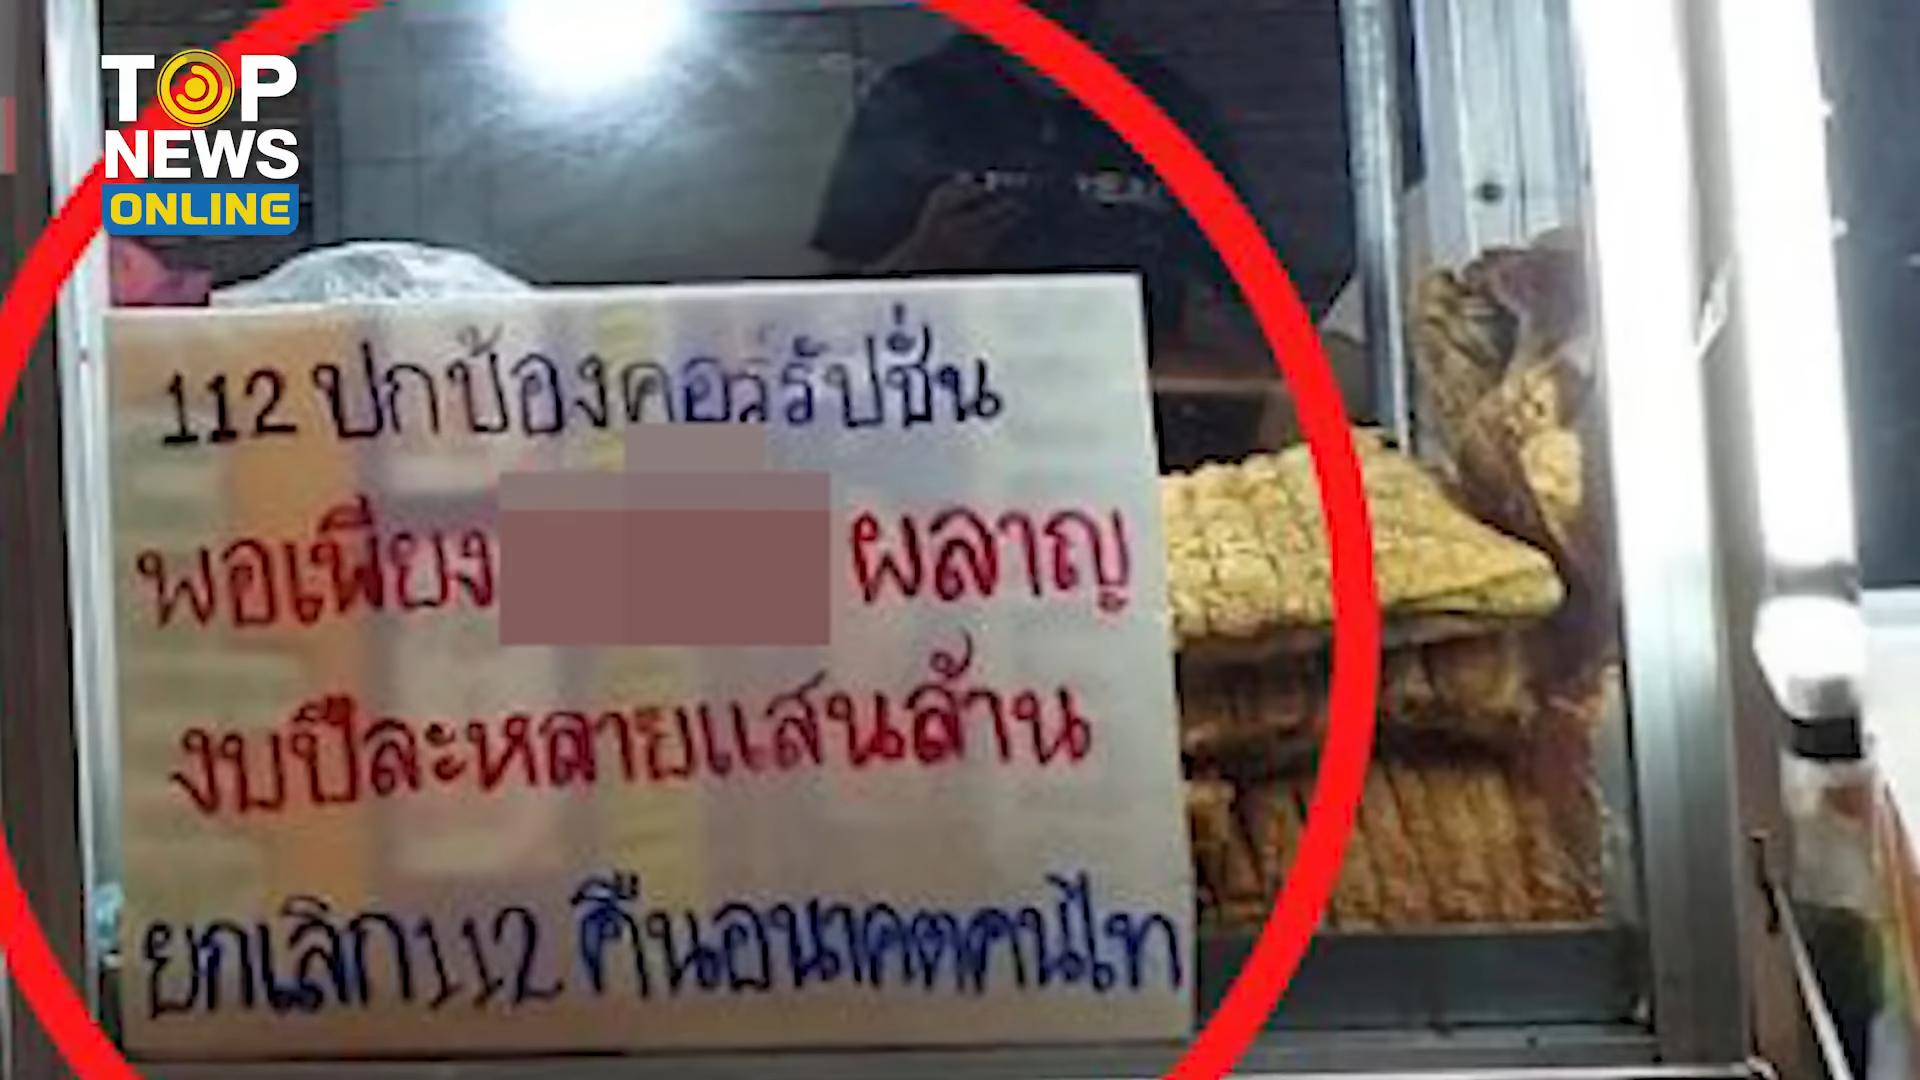 TOP
NEWS
ONLINE
112 ปกป้องคอร์รัปชั่น
พอเพียง ผลาญ
งบปีละหลายแสนล้าน
ยกเลิก112 คืนอนาคตคนไท